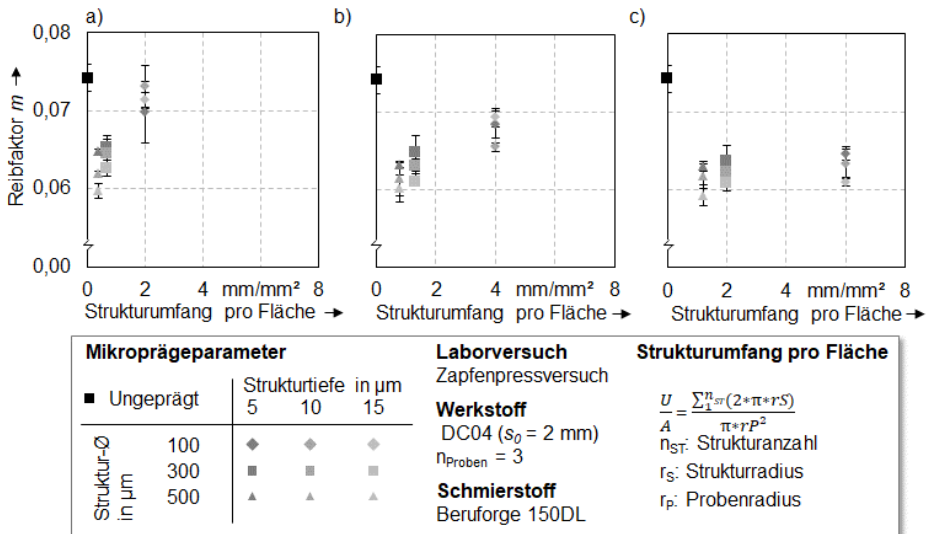 a)
b)
c)
0,08
0,07
0,06
0,00
Reibfaktor m →
0 2 4 mm/mm² 8
Strukturumfang pro Fläche →
0 2 4 mm/mm² 8
Strukturumfang pro Fläche →
0 2 4 mm/mm² 8
Strukturumfang pro Fläche →
Mikroprägeparameter
Ungeprägt
Strukturtiefe in µm
5 10 15
Struktur-Ø
in µm
100
300
500
Laborversuch
Zapfenpressversuch
Werkstoff
DC04 (s₀ = 2 mm)
nProben = 3
Schmierstoff
Beruforge 150DL
Strukturumfang pro Fläche
U/A = ∑₁ⁿST(2*π*rS)/π*rP²
nST: Strukturanzahl
rS: Strukturradius
rP: Probenradius